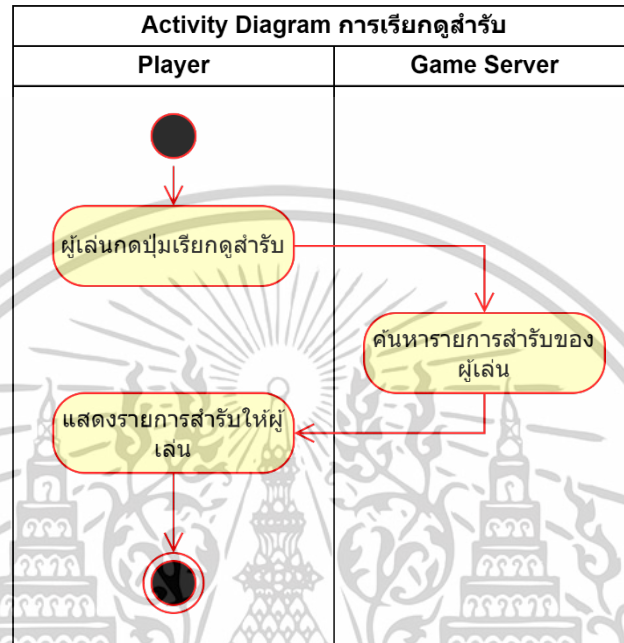 Activity Diagram การเรียกดูสำรับ
Player
Game Server
ผู้เล่นกดปุ่มเรียกดูสำรับ
ค้นหารายการสำรับของ
ผู้เล่น
แสดงรายการสำรับให้ผู้
เล่น